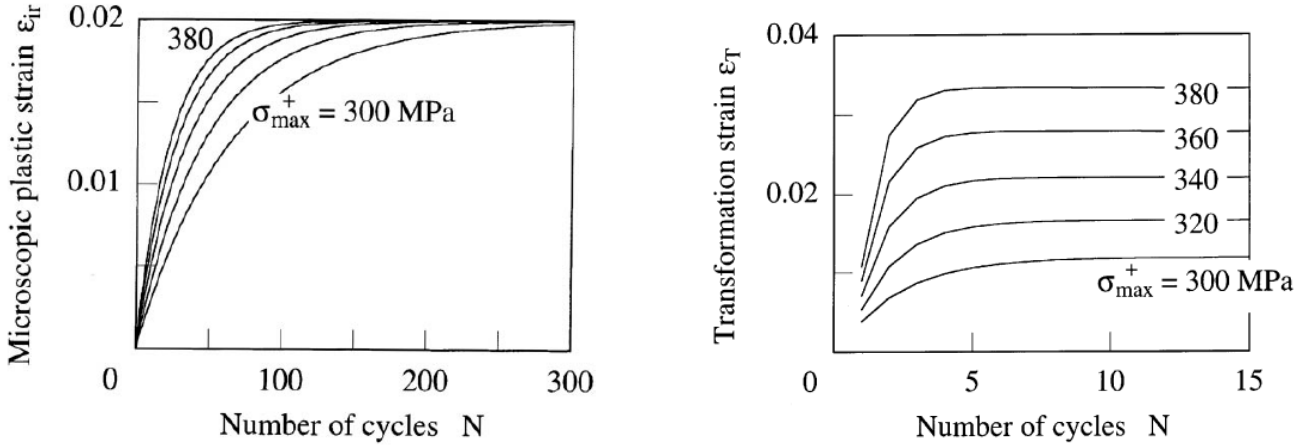 Microscopic plastic strain ε_ir
0.02
0.01
380
σ⁺_max = 300 MPa
0
100
200
300
Number of cycles N
Transformation strain ε_T
0.04
0.02
0
380
360
340
320
σ⁺_max = 300 MPa
5
10
15
Number of cycles N